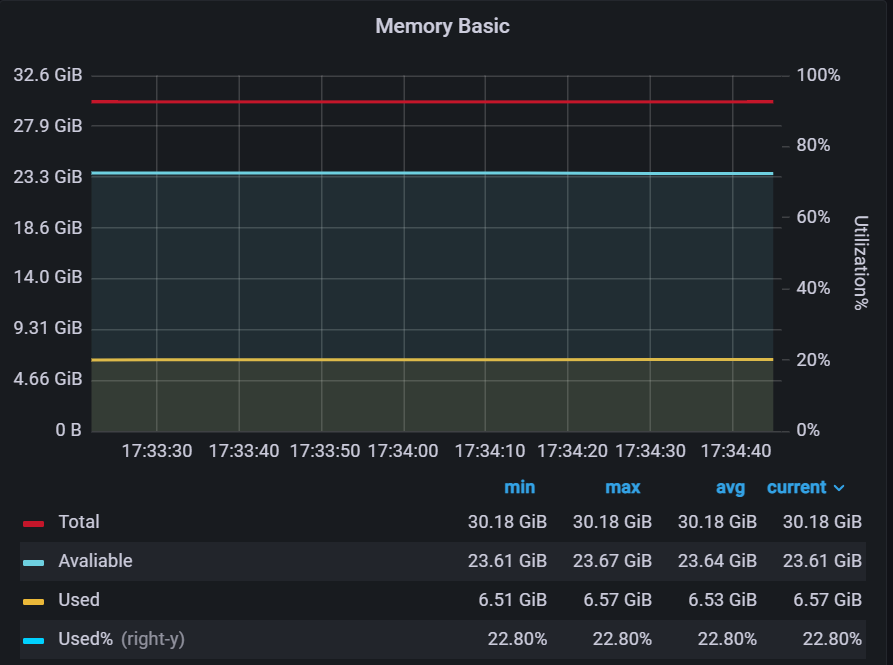 Memory Basic
32.6 GiB
27.9 GiB
23.3 GiB
18.6 GiB
14.0 GiB
9.31 GiB
4.66 GiB
0 B
100%
80%
60%
40%
20%
0%
Utilization%
17:33:30 17:33:40 17:33:50 17:34:00 17:34:10 17:34:20 17:34:30 17:34:40
min max avg current
Total 30.18 GiB 30.18 GiB 30.18 GiB 30.18 GiB
Avaliable 23.61 GiB 23.67 GiB 23.64 GiB 23.61 GiB
Used 6.51 GiB 6.57 GiB 6.53 GiB 6.57 GiB
Used% (right-y) 22.80% 22.80% 22.80% 22.80%